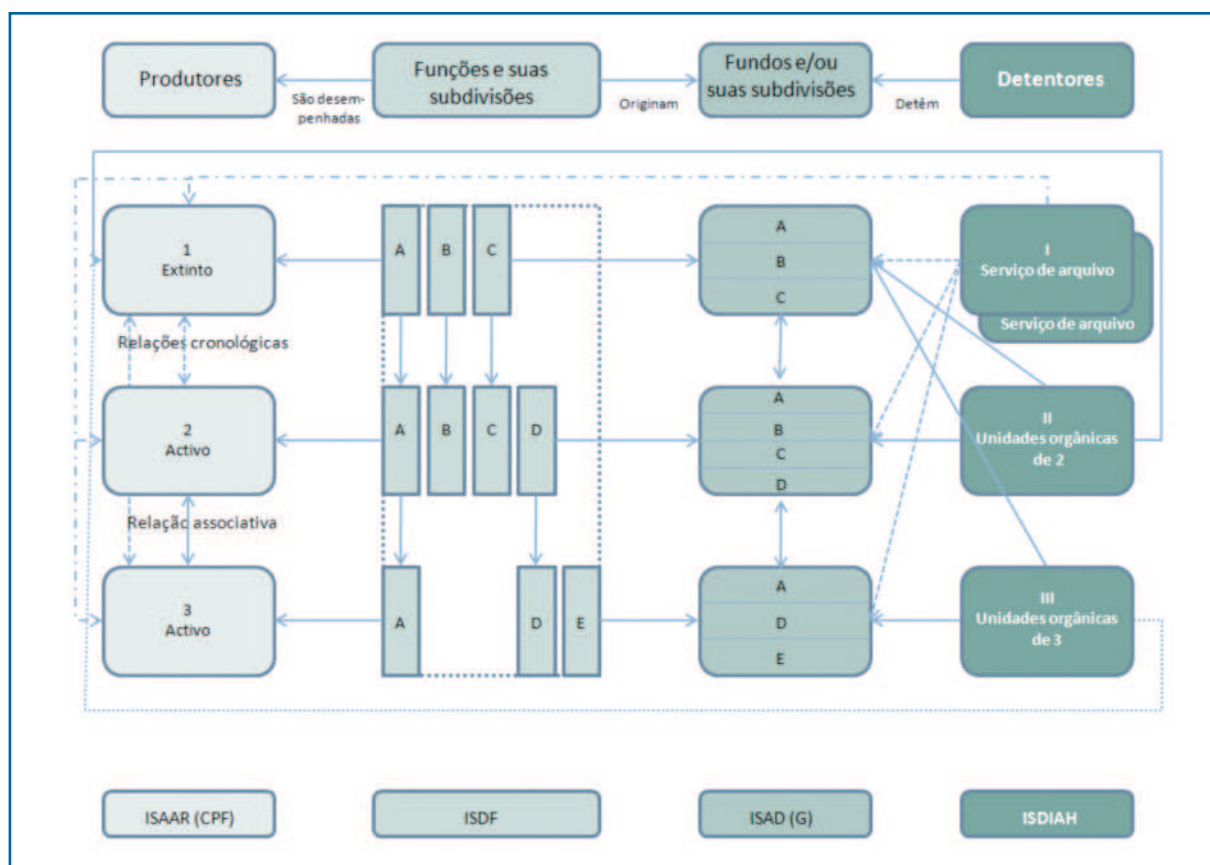 Produtores
Funções e suas
subdivisões
Fundos e/ou
suas subdivisões
Detentores
São desem-
penhadas
Originam
Detêm
1
Extinto
A
B
C
A
B
C
I
Serviço de arquivo
Serviço de arquivo
Relações cronológicas
2
Activo
A
B
C
D
A
B
C
D
II
Unidades orgânicas
de 2
Relação associativa
3
Activo
A
D
E
A
D
E
III
Unidades orgânicas
de 3
ISAAR (CPF)
ISDF
ISAD (G)
ISDIAH